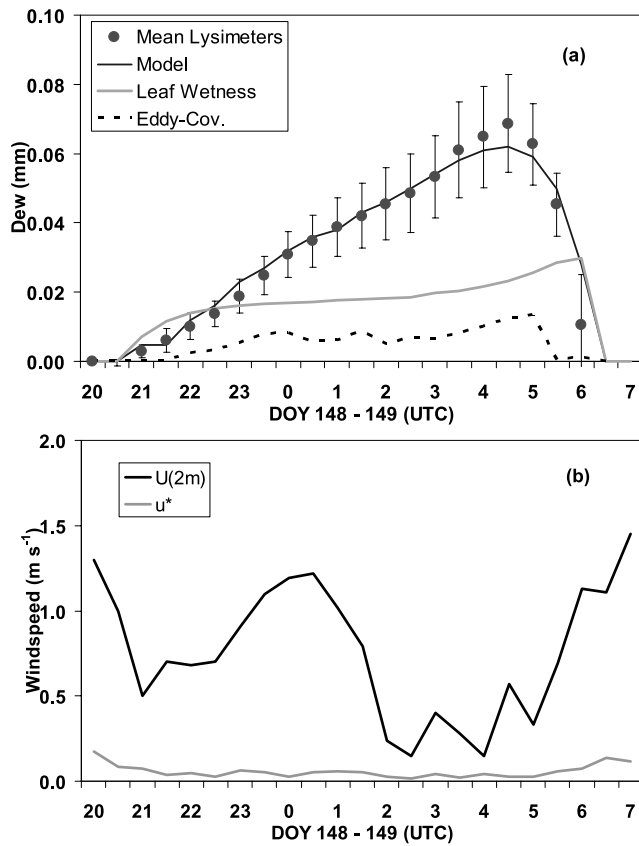 0.10
0.08
0.06
0.04
0.02
0.00
Dew (mm)
Mean Lysimeters
Model
Leaf Wetness
Eddy-Cov.
(a)
20 21 22 23 0 1 2 3 4 5 6 7
DOY 148 - 149 (UTC)
2.0
1.5
1.0
0.5
0.0
Windspeed (m s⁻¹)
U(2m)
u*
(b)
20 21 22 23 0 1 2 3 4 5 6 7
DOY 148 - 149 (UTC)